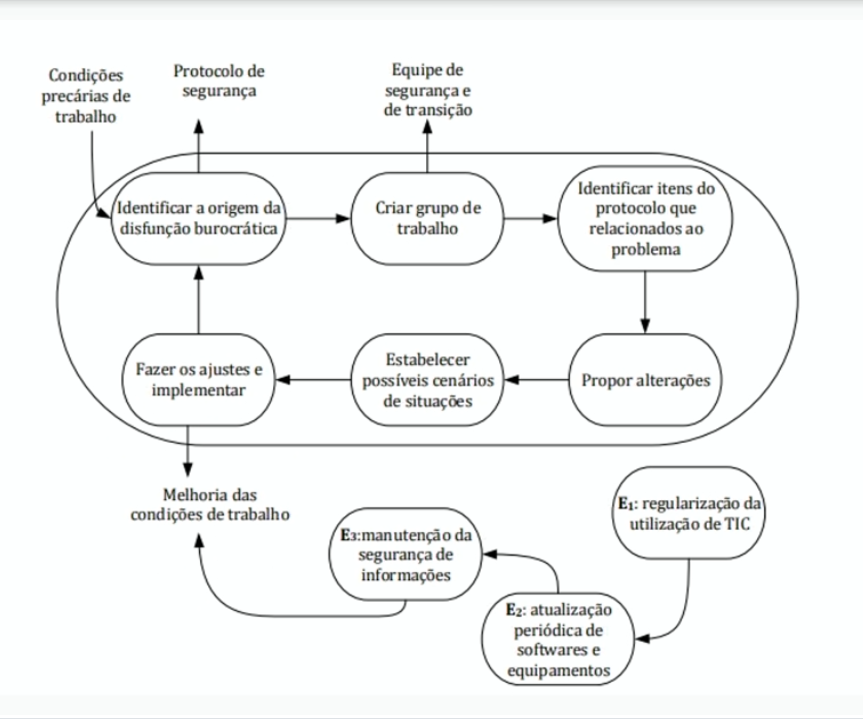 Condições
precárias de
trabalho
Protocolo de
segurança
Equipe de
segurança e
de transição
Identificar a origem da
disfunção burocrática
Criar grupo de
trabalho
Identificar itens do
protocolo que
relacionados ao
problema
Fazer os ajustes e
implementar
Estabelecer
possíveis cenários
de situações
Propor alterações
Melhoria das
condições de trabalho
E3:manutenção da
segurança de
informações
E1: regularização da
utilização de TIC
E2: atualização
periódica de
softwares e
equipamentos